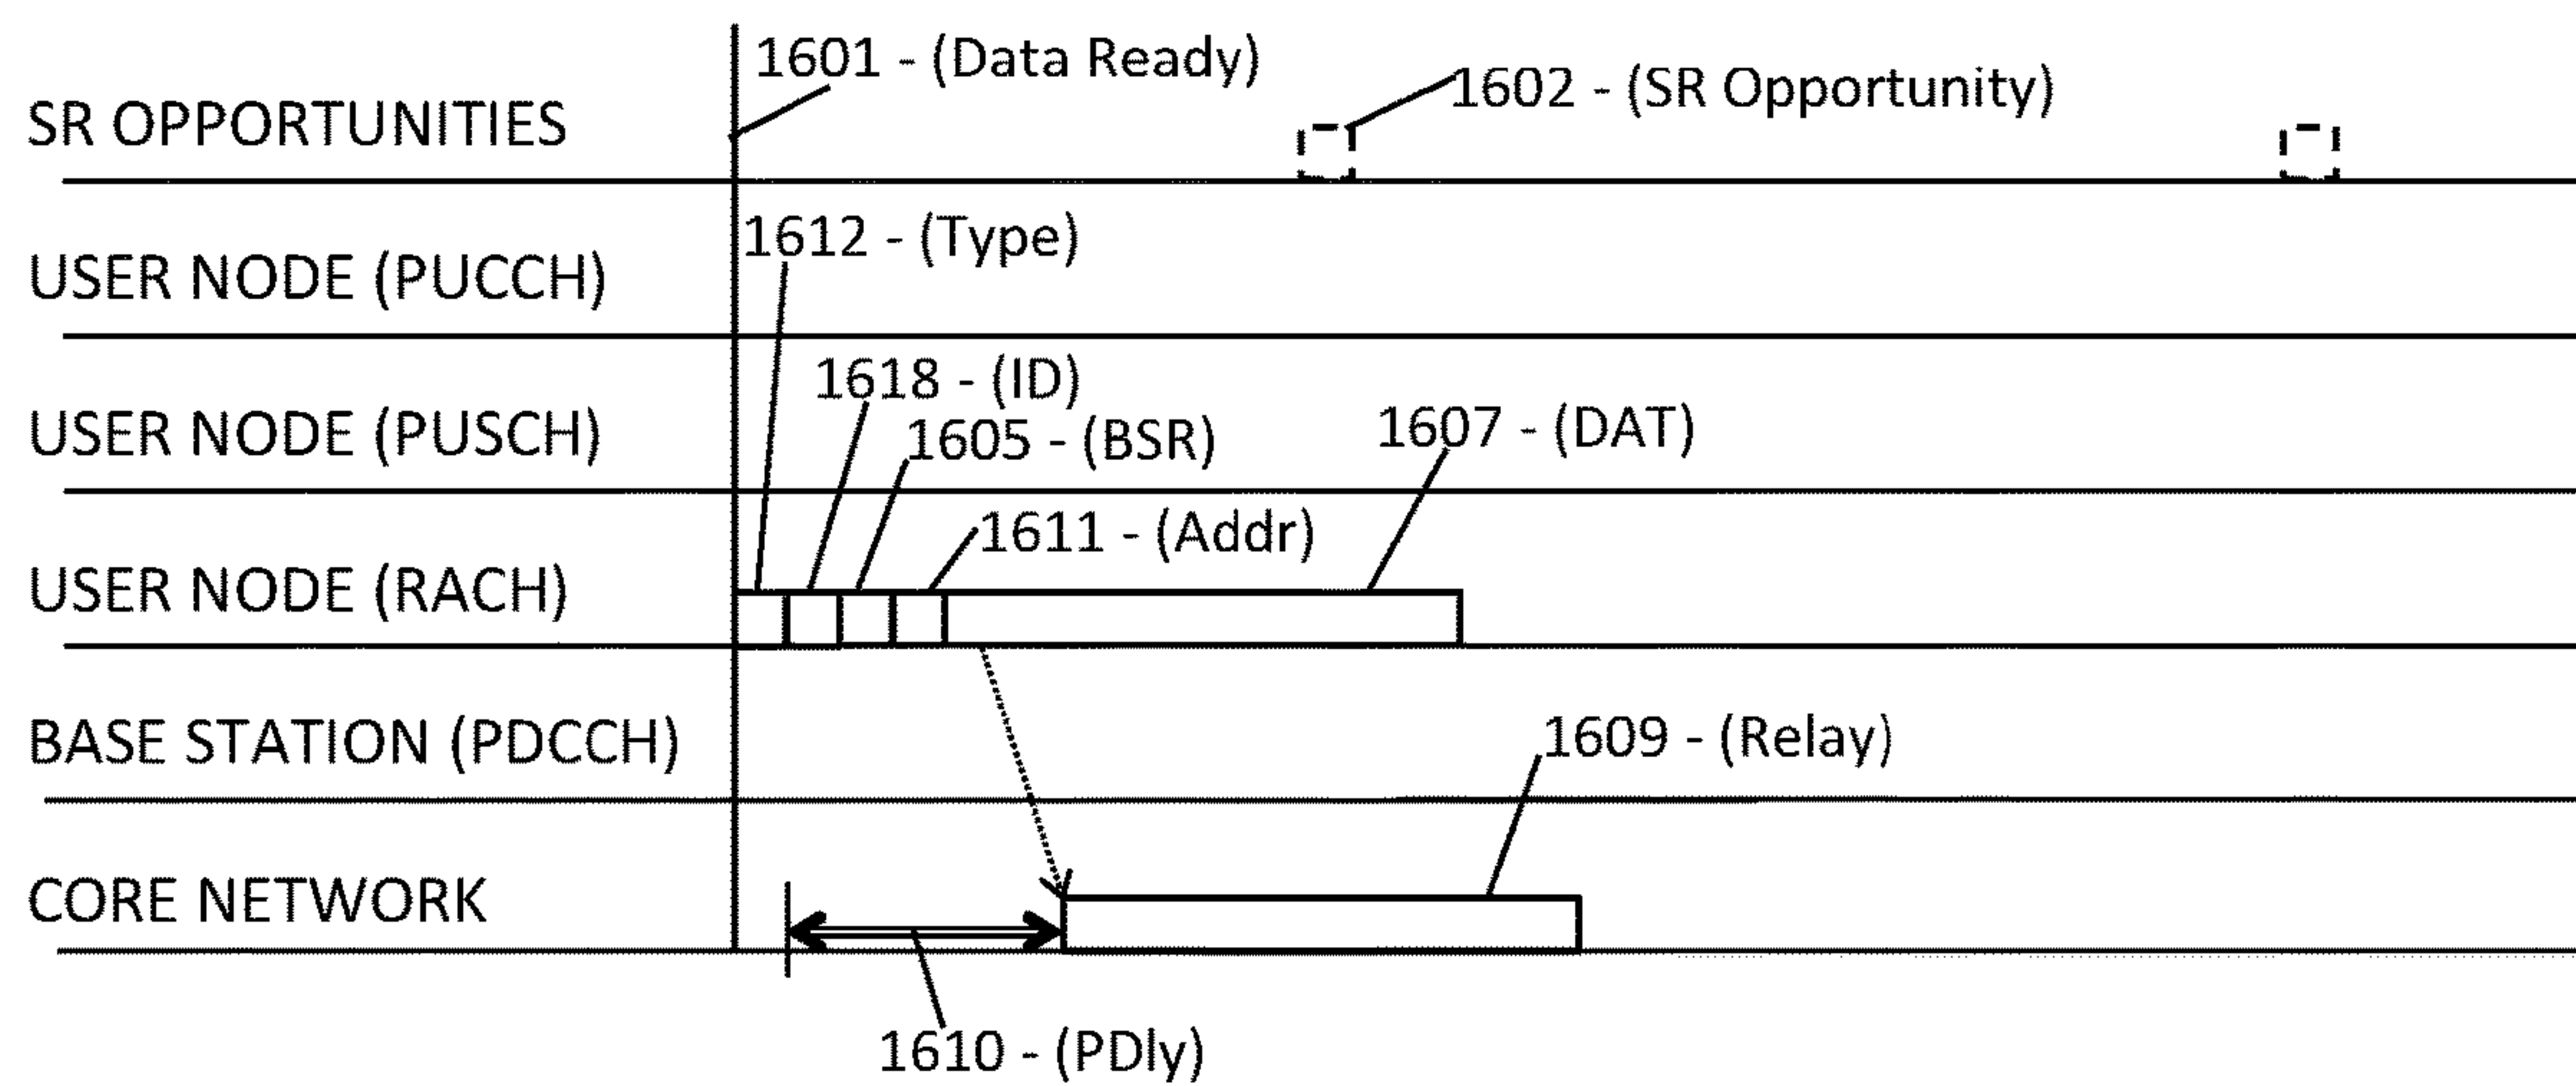 1601 - (Data Ready)
1602 - (SR Opportunity)
SR OPPORTUNITIES
1612 - (Type)
USER NODE (PUCCH)
1618 - (ID)
1605 - (BSR)
1607 - (DAT)
USER NODE (PUSCH)
1611 - (Addr)
USER NODE (RACH)
1609 - (Relay)
BASE STATION (PDCCH)
CORE NETWORK
1610 - (PDly)